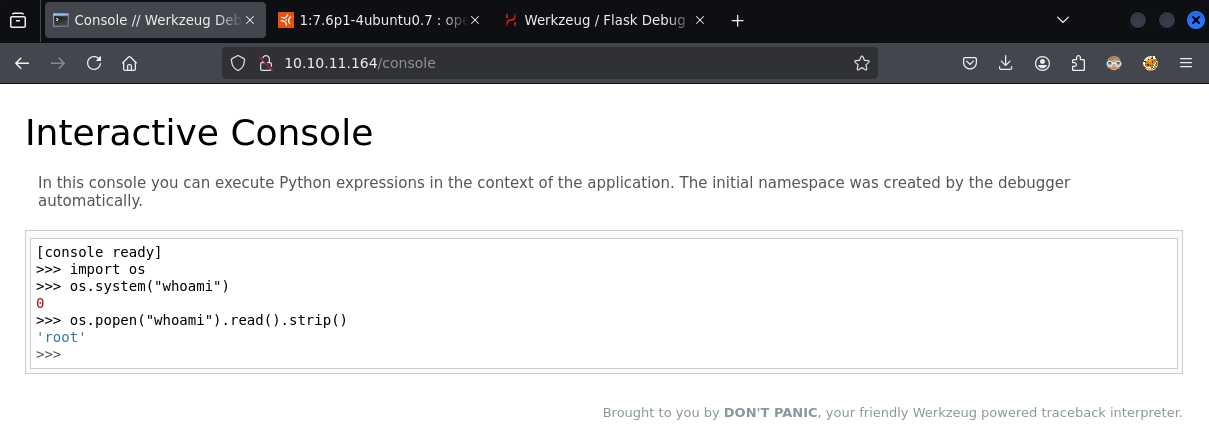 Console // Werkzeug Deb
1:7.6p1-4ubuntu0.7 : ope
Werkzeug / Flask Debug
10.10.11.164/console
Interactive Console
In this console you can execute Python expressions in the context of the application. The initial namespace was created by the debugger
automatically.
[console ready]
>>> import os
>>> os.system("whoami")
0
>>> os.popen("whoami").read().strip()
'root'
>>>
Brought to you by DON'T PANIC, your friendly Werkzeug powered traceback interpreter.